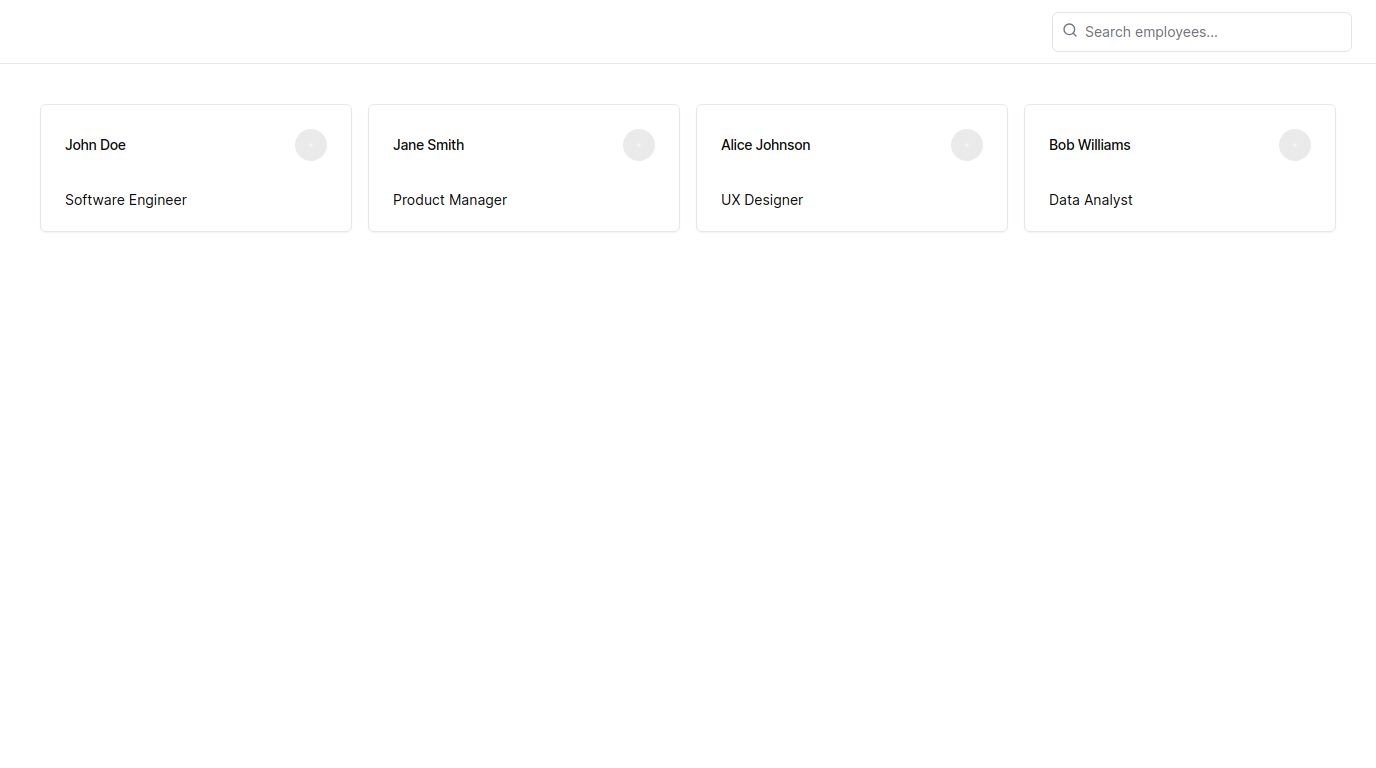 Search employees...
John Doe
Software Engineer
Jane Smith
Product Manager
Alice Johnson
UX Designer
Bob Williams
Data Analyst